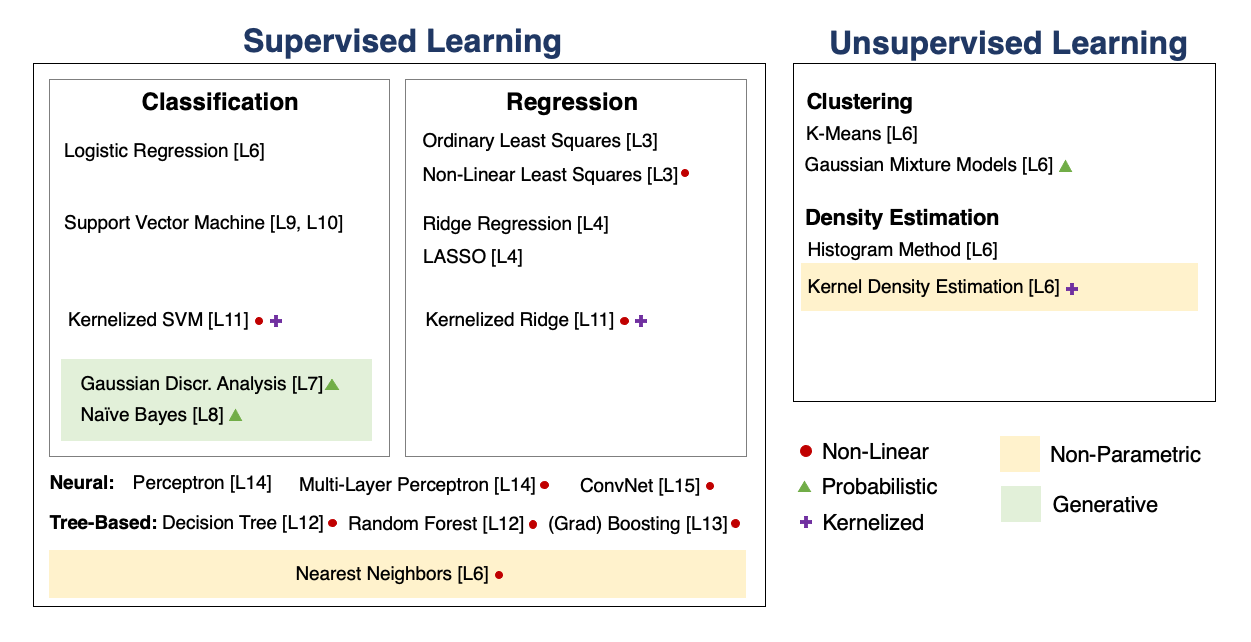 Supervised Learning
Classification
Logistic Regression [L6]
Support Vector Machine [L9, L10]
Kernelized SVM [L11]
Gaussian Discr. Analysis [L7]
Naïve Bayes [L8]
Regression
Ordinary Least Squares [L3]
Non-Linear Least Squares [L3]
Ridge Regression [L4]
LASSO [L4]
Kernelized Ridge [L11]
Neural: Perceptron [L14] Multi-Layer Perceptron [L14] ConvNet [L15]
Tree-Based: Decision Tree [L12] Random Forest [L12] (Grad) Boosting [L13]
Nearest Neighbors [L6]
Unsupervised Learning
Clustering
K-Means [L6]
Gaussian Mixture Models [L6]
Density Estimation
Histogram Method [L6]
Kernel Density Estimation [L6]
Non-Linear
Probabilistic
Kernelized
Non-Parametric
Generative